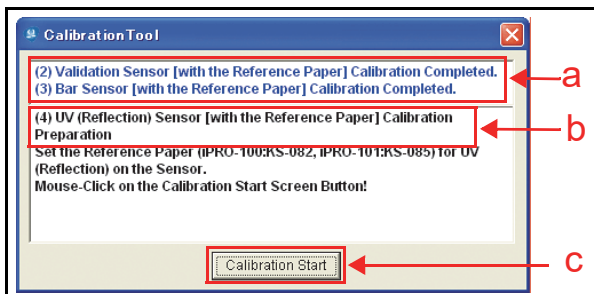 CalibrationTool
(2) Validation Sensor [with the Reference Paper] Calibration Completed.
(3) Bar Sensor [with the Reference Paper] Calibration Completed.
a
(4) UV (Reflection) Sensor [with the Reference Paper] Calibration
Preparation
b
Set the Reference Paper (iPRO-100:KS-082, iPRO-101:KS-085) for UV
(Reflection) on the Sensor.
Mouse-Click on the Calibration Start Screen Button!
Calibration Start
c